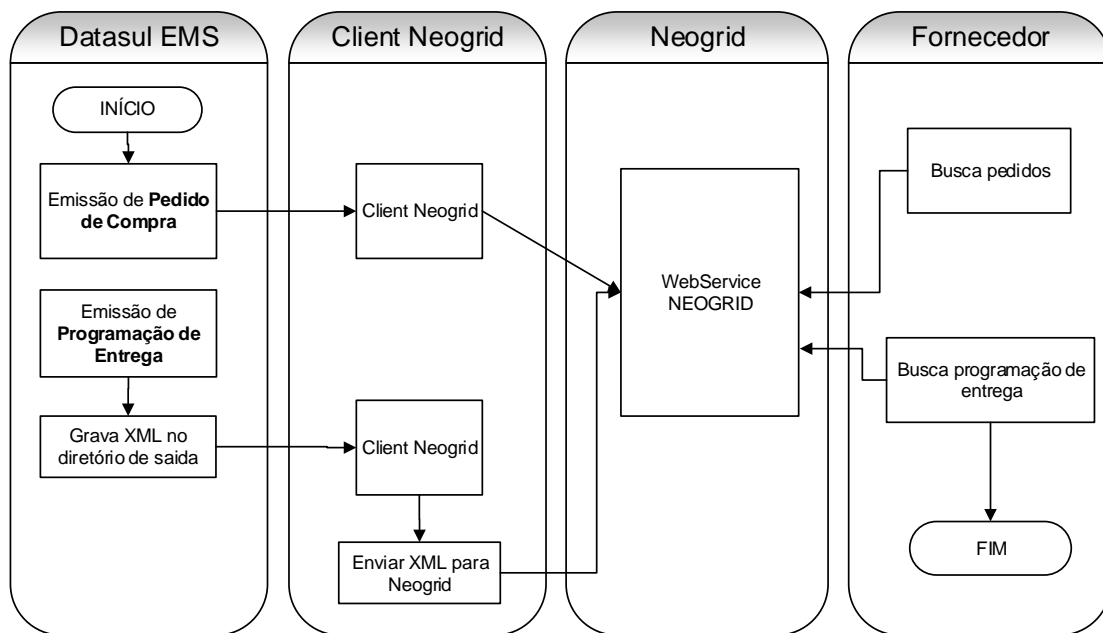 Datasul EMS
Client Neogrid
Neogrid
Fornecedor
INÍCIO
Emissão de Pedido
de Compra
Emissão de
Programação de
Entrega
Grava XML no
diretório de saida
Client Neogrid
Client Neogrid
Enviar XML para
Neogrid
WebService
NEOGRID
Busca pedidos
Busca programação de
entrega
FIM